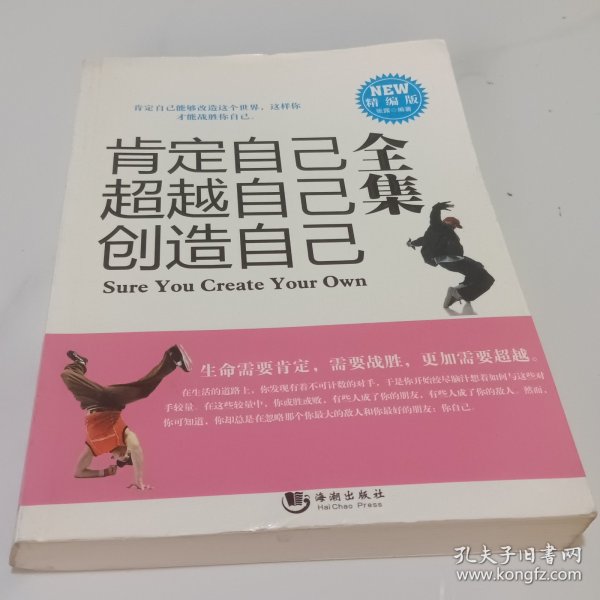 肯定自己能够改造这个世界，这样你
才能战胜你自己。
NEW
精编版
张露◎编著
肯定自己
超越自己
创造自己
全集
Sure You Create Your Own
生命需要肯定，需要战胜，更加需要超越。
在生活的道路上，你发现有着不可计数的对手，于是你开始绞尽脑汁想着如何与这些对
手较量。在这些较量中，你或胜或败，有些人成了你的朋友，有些人成了你的敌人。然而，
你可知道，你却总是在忽略那个你最大的敌人和你最好的朋友：你自己。
海潮出版社
HaiChao Press
孔夫子旧书网
www.kongfz.com